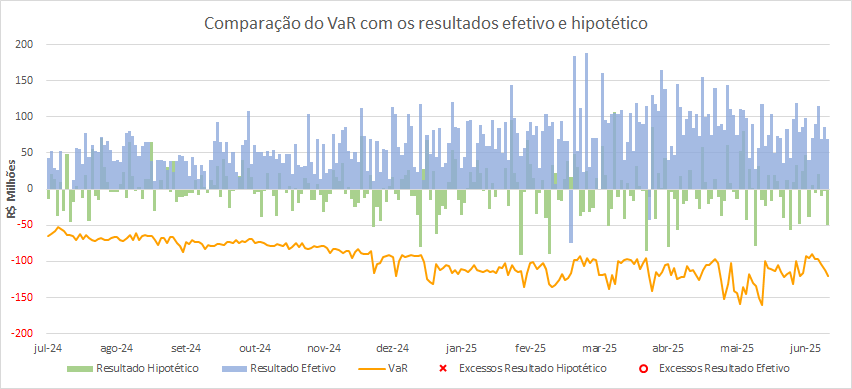 Comparação do VaR com os resultados efetivo e hipotético
R$ Milhões
200
150
100
50
0
-50
-100
-150
-200
jul-24 ago-24 set-24 out-24 nov-24 dez-24 jan-25 fev-25 mar-25 abr-25 mai-25 jun-25
Resultado Hipotético Resultado Efetivo VaR Excessos Resultado Hipotético Excessos Resultado Efetivo